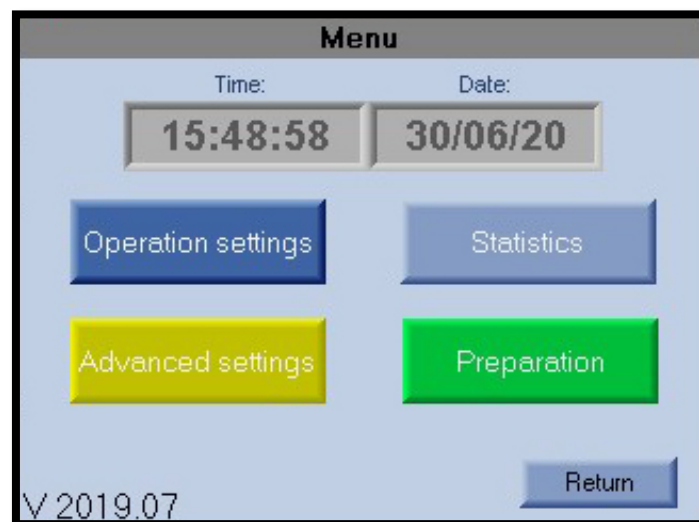 Menu
Time: Date:
15:48:58 30/06/20
Operation settings Statistics
Advanced settings Preparation
Return
V 2019.07